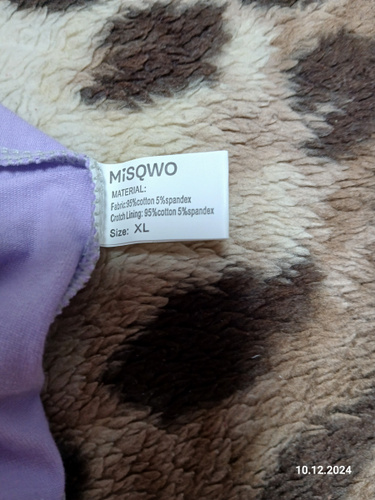 MiSQWO
MATERIAL:
Fabric:95%cotton 5%spandex
Crotch Lining: 95%cotton 5%spandex
Size: XL
10.12.2024